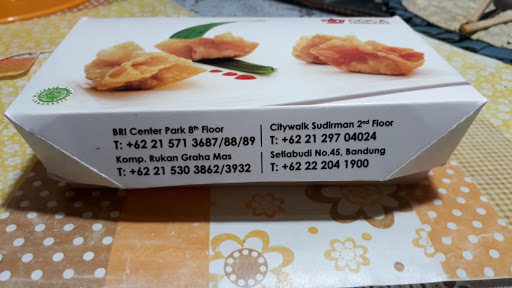 BRI Center Park 8th Floor
T: +62 21 571 3687/88/89
Komp. Rukan Graha Mas
T: +62 21 530 3862/3932
Citywalk Sudirman 2nd Floor
T: +62 21 297 04024
Setiabudi No.45, Bandung
T: +62 22 204 1900